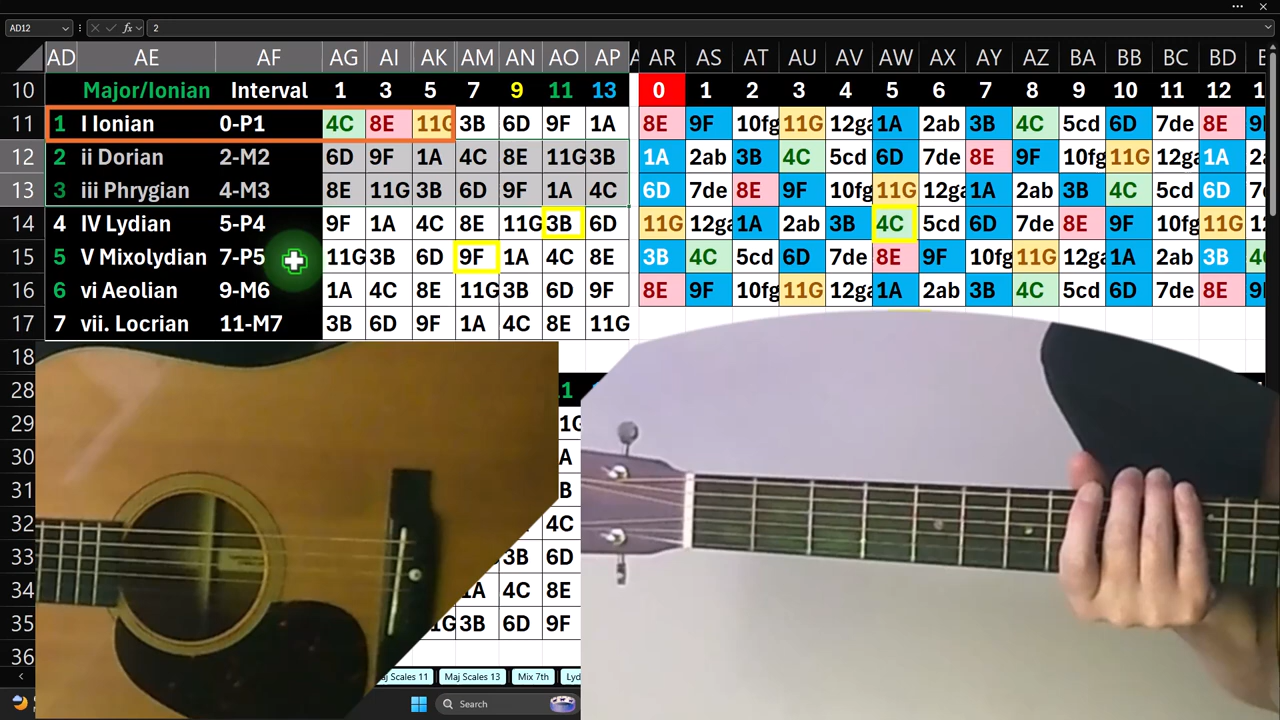 AD12 fx 2
AD AE AF AG AI AK AM AN AO AP AR AS AT AU AV AW AX AY AZ BA BB BC BD
10 Major/Ionian Interval 1 3 5 7 9 11 13 0 1 2 3 4 5 6 7 8 9 10 11 12
11 1 I Ionian 0-P1 4C 8E 11G 3B 6D 9F 1A 8E 9F 10fg 11G 12ga 1A 2ab 3B 4C 5cd 6D 7de 8E
12 2 ii Dorian 2-M2 6D 9F 1A 4C 8E 11G 3B 1A 2ab 3B 4C 5cd 6D 7de 8E 9F 10fg 11G 12ga 1A
13 3 iii Phrygian 4-M3 8E 11G 3B 6D 9F 1A 4C 6D 7de 8E 9F 10fg 11G 12ga 1A 2ab 3B 4C 5cd 6D
14 4 IV Lydian 5-P4 9F 1A 4C 8E 11G 3B 6D 11G 12ga 1A 2ab 3B 4C 5cd 6D 7de 8E 9F 10fg 11G
15 5 V Mixolydian 7-P5 11G 3B 6D 9F 1A 4C 8E 3B 4C 5cd 6D 7de 8E 9F 10fg 11G 12ga 1A 2ab 3B
16 6 vi Aeolian 9-M6 1A 4C 8E 11G 3B 6D 9F 8E 9F 10fg 11G 12ga 1A 2ab 3B 4C 5cd 6D 7de 8E
17 7 vii. Locrian 11-M7 3B 6D 9F 1A 4C 8E 11G
18
28
29
30
31
32 4C
33 3B 6D
34 1A 4C 8E
35 3B 6D 9F
36
Maj Scales 13 Mix 7th
Search